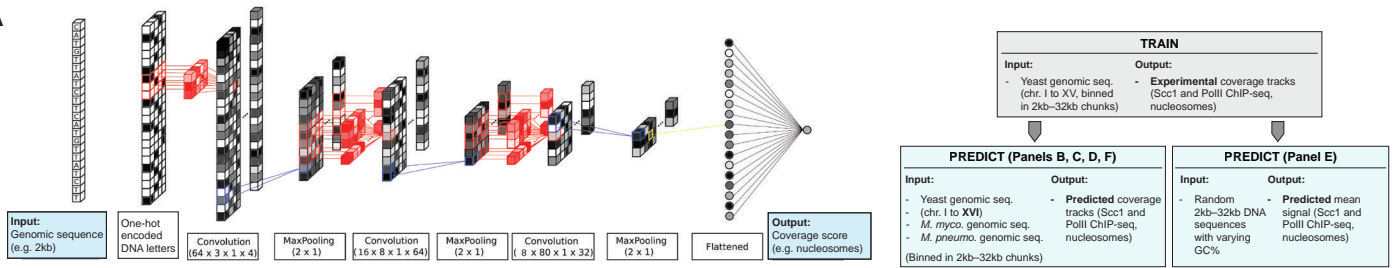 A
C
A
T
G
T
T
A
T
C
T
T
C
A
T
G
T
T
A
T
C
T
T
Input:
Genomic sequence
(e.g. 2kb)
One-hot
encoded
DNA letters
Convolution
(64 x 3 x 1 x 4)
MaxPooling
(2 x 1)
Convolution
(16 x 8 x 1 x 64)
MaxPooling
(2 x 1)
Convolution
( 8 x 80 x 1 x 32)
MaxPooling
(2 x 1)
Flattened
Output:
Coverage score
(e.g. nucleosomes)
TRAIN
Input:
- Yeast genomic seq.
(chr. I to XV, binned
in 2kb–32kb chunks)
Output:
- Experimental coverage tracks
(Scc1 and PolII ChIP-seq,
nucleosomes)
PREDICT (Panels B, C, D, F)
Input:
- Yeast genomic seq.
- (chr. I to XVI)
- M. myco. genomic seq.
- M. pneumo. genomic seq.
(Binned in 2kb–32kb chunks)
Output:
- Predicted coverage
tracks (Scc1 and
PolII ChIP-seq,
nucleosomes)
PREDICT (Panel E)
Input:
- Random
2kb–32kb DNA
sequences
with varying
GC%
Output:
- Predicted mean
signal (Scc1 and
PolII ChIP-seq,
nucleosomes)